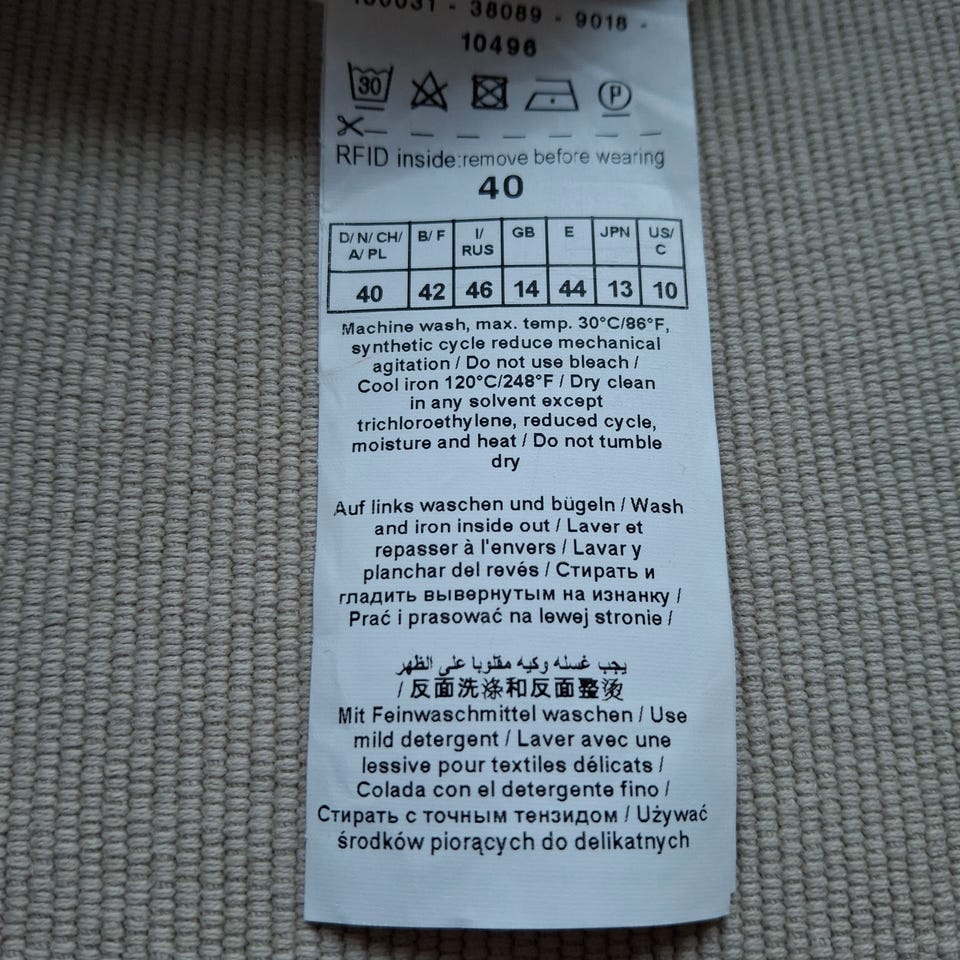 - 38089 - 9018 -
10496
30 P
RFID inside:remove before wearing
40
D/ N/ CH/ A/ PL B/ F I/ RUS GB E JPN US/ C
40 42 46 14 44 13 10
Machine wash, max. temp. 30°C/86°F,
synthetic cycle reduce mechanical
agitation / Do not use bleach /
Cool iron 120°C/248°F / Dry clean
in any solvent except
trichloroethylene, reduced cycle,
moisture and heat / Do not tumble
dry
Auf links waschen und bügeln / Wash
and iron inside out / Laver et
repasser à l'envers / Lavar y
planchar del revés / Стирать и
гладить вывернутым на изнанку /
Prać i prasować na lewej stronie /
يجب غسله وكيه مقلوبا على الظهر
/ 反面洗涤和反面整烫
Mit Feinwaschmittel waschen / Use
mild detergent / Laver avec une
lessive pour textiles délicats /
Colada con el detergente fino /
Стирать с точным тензидом / Używać
środków piorących do delikatnych